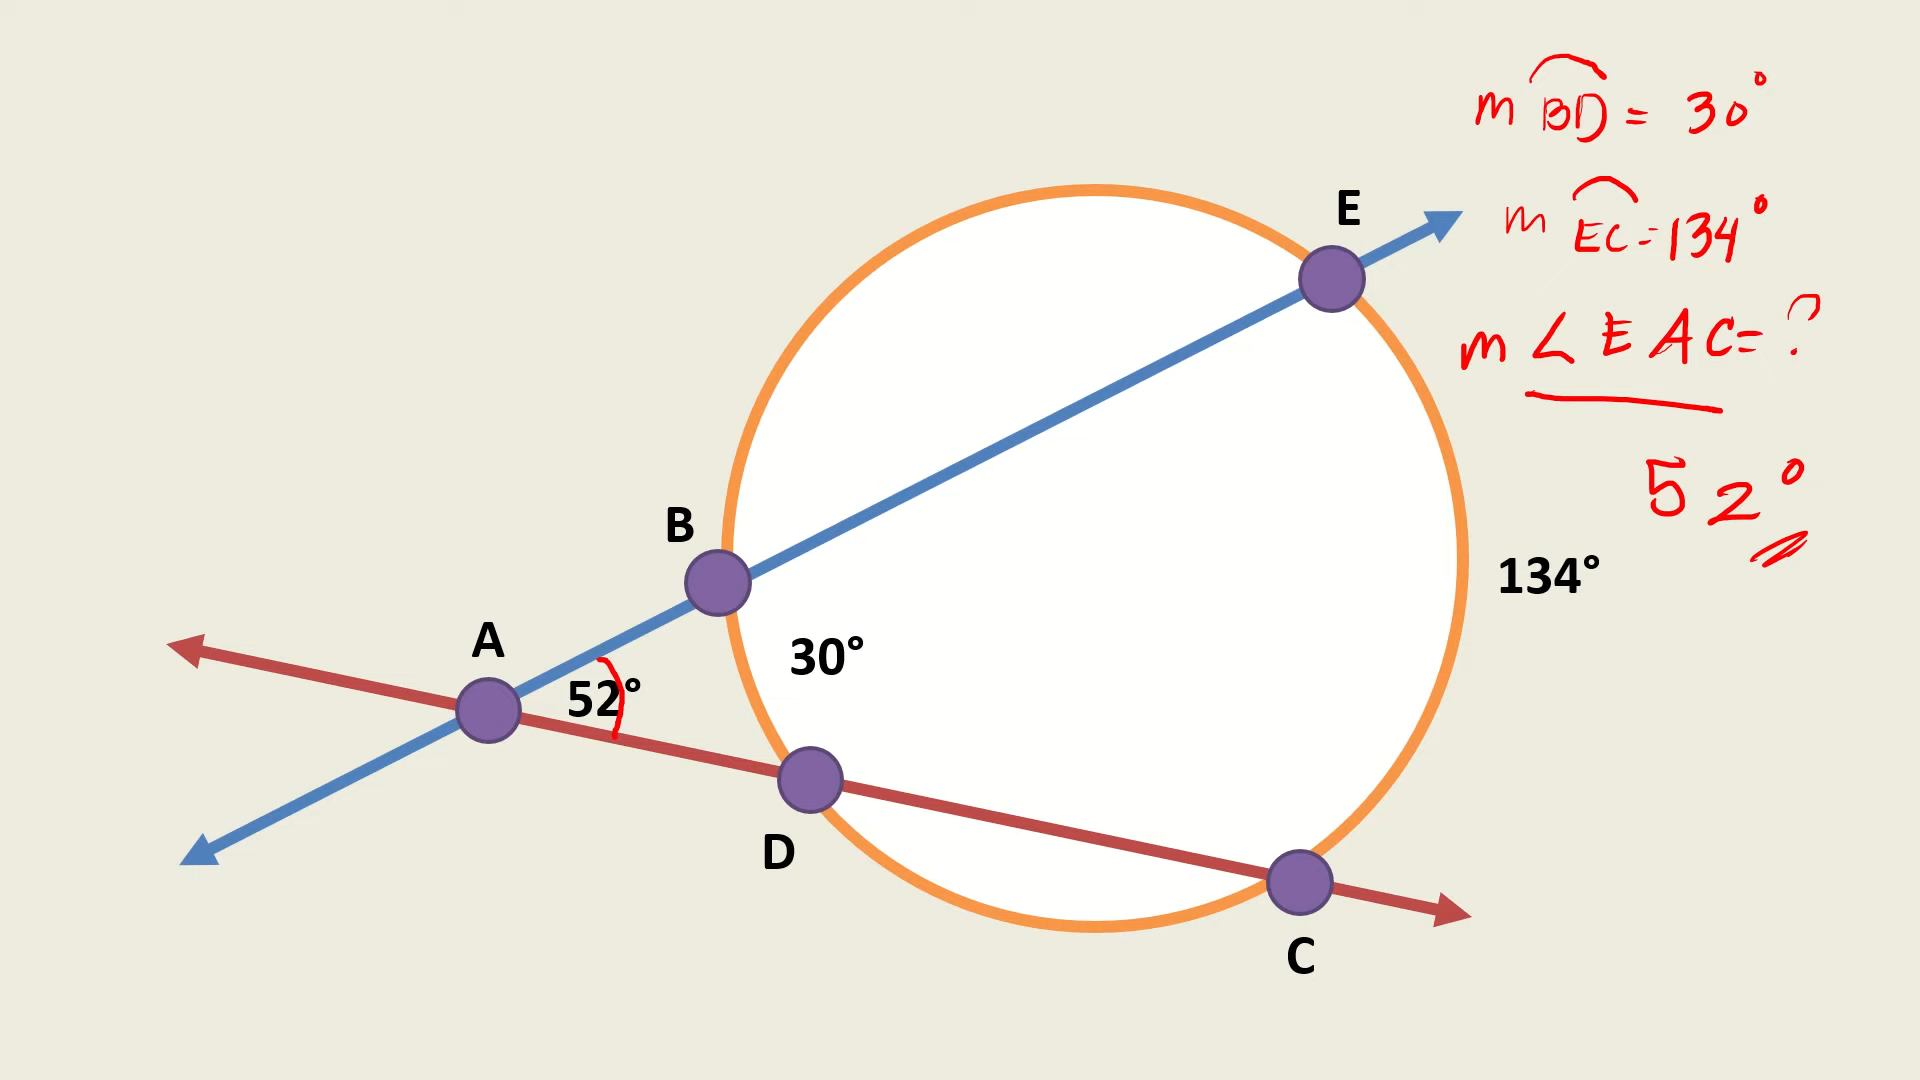 m BD = 30°
E
m EC = 134°
m ∠EAC = ?
52°
B
134°
A
30°
52°
D
C